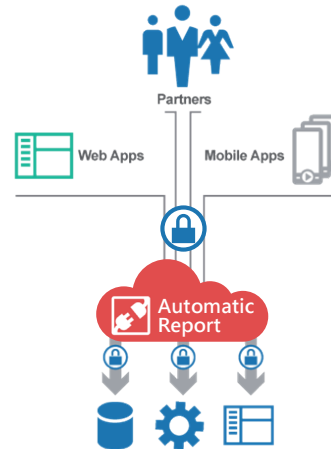 Partners
Web Apps
Mobile Apps
Automatic
Report